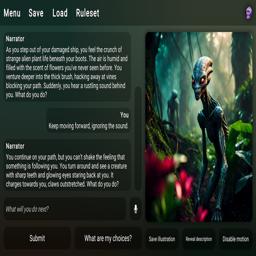 Menu Save Load Ruleset
Narrator
As you step out of your damaged ship, you feel the crunch of
strange alien plant life beneath your boots. The air is humid and
filled with the scent of flowers you've never seen before. You
venture deeper into the thick brush, hacking away at vines
blocking your path. Suddenly, you hear a rustling sound behind
you. What do you do?
You
Keep moving forward, ignoring the sound.
Narrator
You continue on your path, but you can't shake the feeling that
something is following you. You turn around and see a creature
with sharp teeth and glowing eyes staring back at you. It
charges towards you, claws outstretched. What do you do?
What will you do next?
Submit
What are my choices?
Save illustration
Reveal description
Disable motion